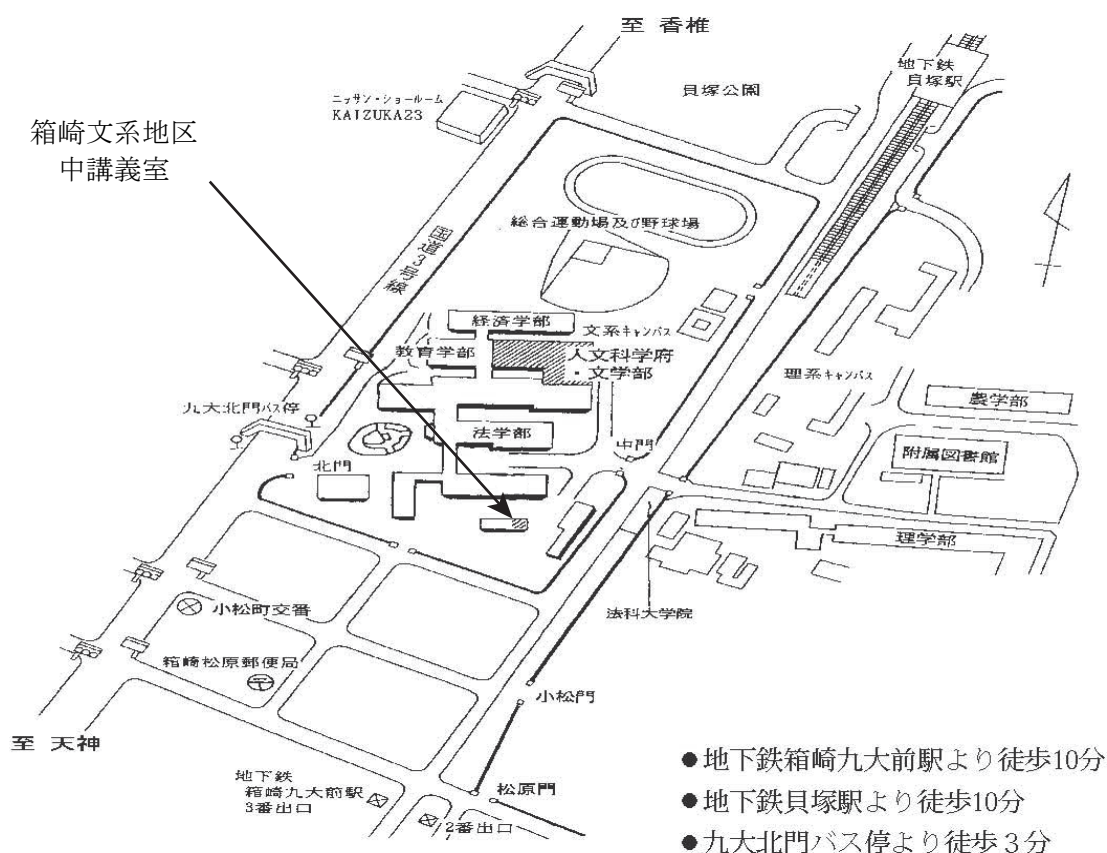 至 香椎
地下鉄
貝塚駅
貝塚公園
ニッサン・ショールーム
KAIZUKA23
箱崎文系地区
中講義室
総合運動場及び野球場
国道3号線
経済学部
文系キャンパス
教育学部
人文科学府
・文学部
理系キャンパス
農学部
九大北門バス停
法学部
中門
附属図書館
北門
理学部
小松町交番
法科大学院
箱崎松原郵便局
小松門
至 天神
地下鉄
箱崎九大前駅
3番出口
松原門
2番出口
●地下鉄箱崎九大前駅より徒歩10分
●地下鉄貝塚駅より徒歩10分
●九大北門バス停より徒歩３分